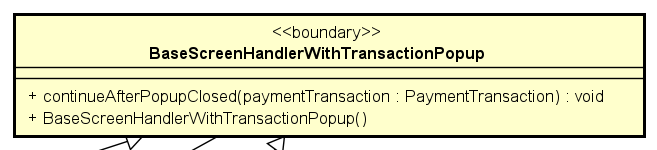 <<boundary>>
BaseScreenHandlerWithTransactionPopup
+ continueAfterPopupClosed(paymentTransaction : PaymentTransaction) : void
+ BaseScreenHandlerWithTransactionPopup()